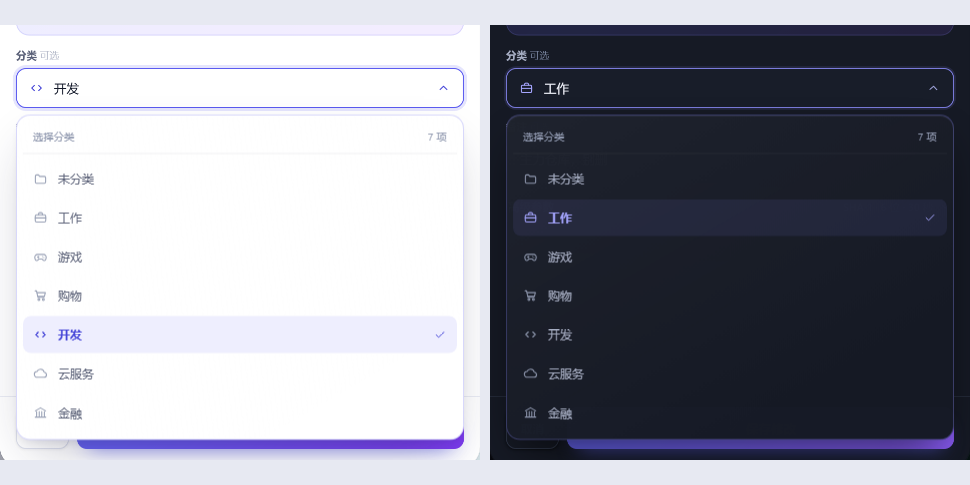 分类 可选
开发
选择分类 7 项
未分类
工作
游戏
购物
开发
云服务
金融
分类 可选
工作
选择分类 7 项
未分类
工作
游戏
购物
开发
云服务
金融